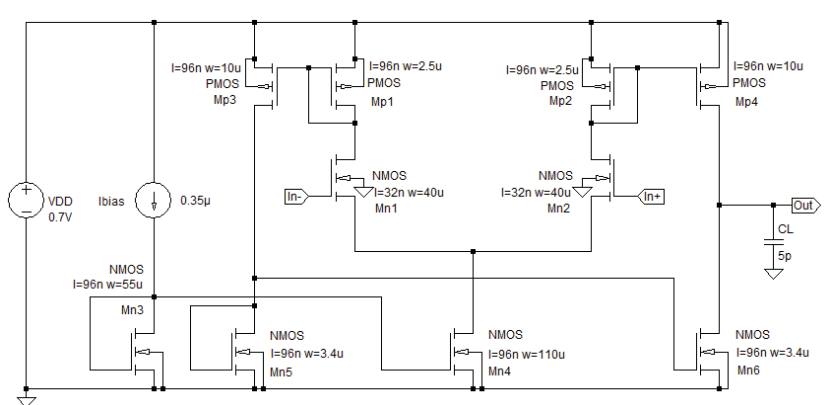 l=96n w=10u
PMOS
Mp3
l=96n w=2.5u
PMOS
Mp1
l=96n w=2.5u
PMOS
Mp2
l=96n w=10u
PMOS
Mp4
NMOS
l=32n w=40u
Mn1
NMOS
l=32n w=40u
Mn2
In-
In+
VDD
0.7V
Ibias
0.35µ
Out
CL
5p
NMOS
l=96n w=55u
Mn3
NMOS
l=96n w=3.4u
Mn5
NMOS
l=96n w=110u
Mn4
NMOS
l=96n w=3.4u
Mn6